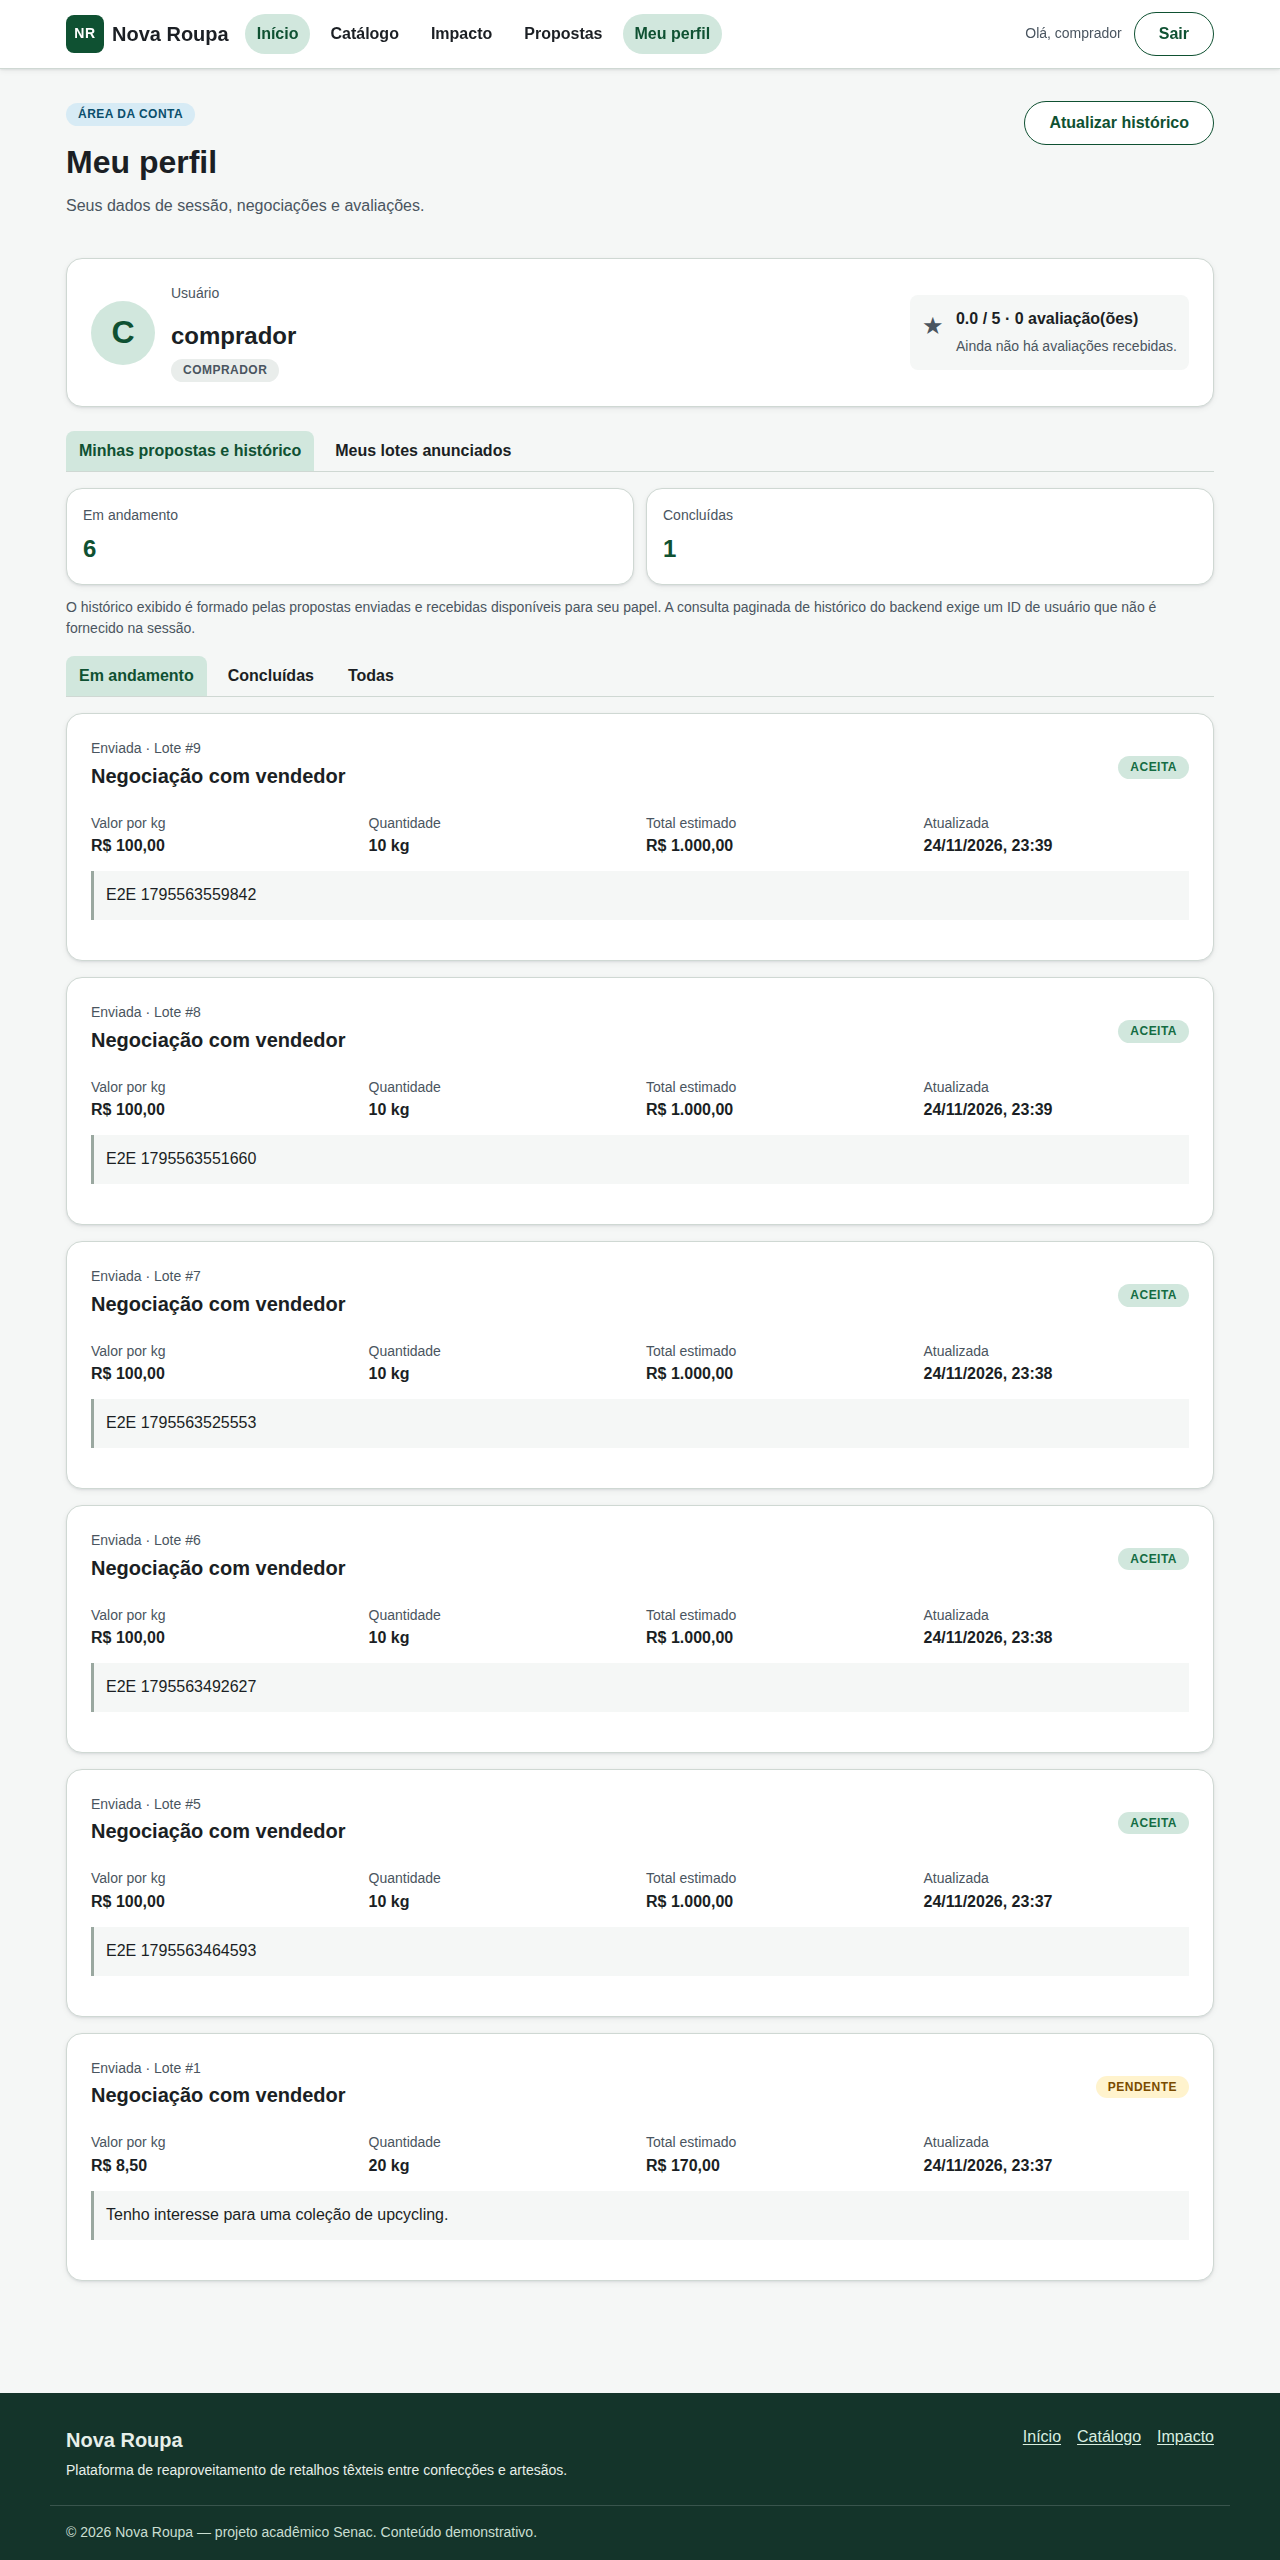 NR Nova Roupa Início Catálogo Impacto Propostas Meu perfil Olá, comprador Sair
ÁREA DA CONTA
Atualizar histórico
Meu perfil
Seus dados de sessão, negociações e avaliações.
C
Usuário
comprador
COMPRADOR
★ 0.0 / 5 · 0 avaliação(ões)
Ainda não há avaliações recebidas.
Minhas propostas e histórico Meus lotes anunciados
Em andamento
6
Concluídas
1
O histórico exibido é formado pelas propostas enviadas e recebidas disponíveis para seu papel. A consulta paginada de histórico do backend exige um ID de usuário que não é
fornecido na sessão.
Em andamento Concluídas Todas
Enviada · Lote #9
Negociação com vendedor
ACEITA
Valor por kg Quantidade Total estimado Atualizada
R$ 100,00 10 kg R$ 1.000,00 24/11/2026, 23:39
E2E 1795563559842
Enviada · Lote #8
Negociação com vendedor
ACEITA
Valor por kg Quantidade Total estimado Atualizada
R$ 100,00 10 kg R$ 1.000,00 24/11/2026, 23:39
E2E 1795563551660
Enviada · Lote #7
Negociação com vendedor
ACEITA
Valor por kg Quantidade Total estimado Atualizada
R$ 100,00 10 kg R$ 1.000,00 24/11/2026, 23:38
E2E 1795563525553
Enviada · Lote #6
Negociação com vendedor
ACEITA
Valor por kg Quantidade Total estimado Atualizada
R$ 100,00 10 kg R$ 1.000,00 24/11/2026, 23:38
E2E 1795563492627
Enviada · Lote #5
Negociação com vendedor
ACEITA
Valor por kg Quantidade Total estimado Atualizada
R$ 100,00 10 kg R$ 1.000,00 24/11/2026, 23:37
E2E 1795563464593
Enviada · Lote #1
Negociação com vendedor
PENDENTE
Valor por kg Quantidade Total estimado Atualizada
R$ 8,50 20 kg R$ 170,00 24/11/2026, 23:37
Tenho interesse para uma coleção de upcycling.
Nova Roupa
Início Catálogo Impacto
Plataforma de reaproveitamento de retalhos têxteis entre confecções e artesãos.
© 2026 Nova Roupa — projeto acadêmico Senac. Conteúdo demonstrativo.